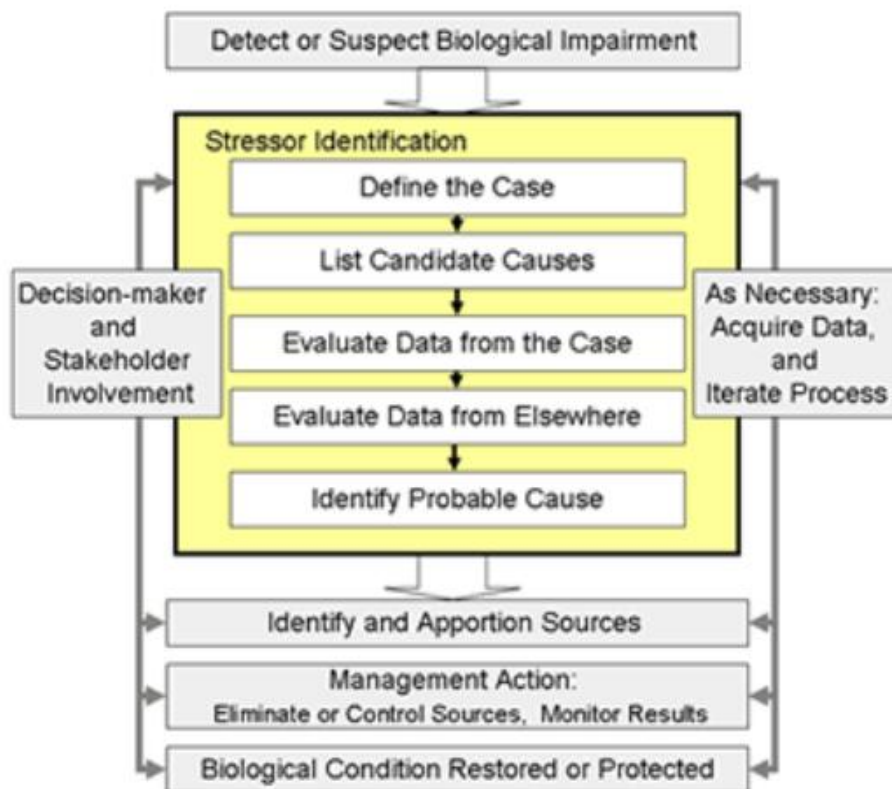 Detect or Suspect Biological Impairment
Stressor Identification
Define the Case
List Candidate Causes
Evaluate Data from the Case
Evaluate Data from Elsewhere
Identify Probable Cause
Decision-maker
and
Stakeholder
Involvement
As Necessary:
Acquire Data,
and
Iterate Process
Identify and Apportion Sources
Management Action:
Eliminate or Control Sources, Monitor Results
Biological Condition Restored or Protected